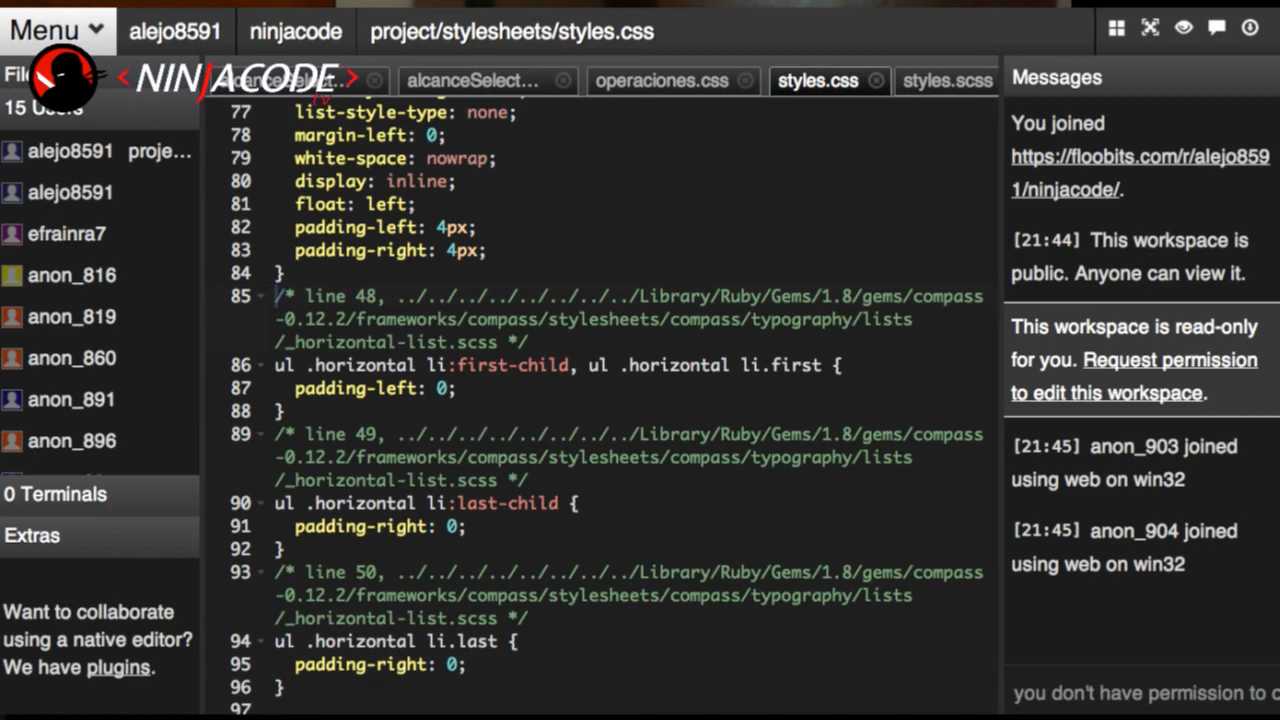 Menu alejo8591 ninjacode project/stylesheets/styles.css
<NINJACODE>
tv
alcanceSelect... operaciones.css styles.css styles.scss
15 Users
alejo8591 proje...
alejo8591
efrainra7
anon_816
anon_819
anon_860
anon_891
anon_896
0 Terminals
Extras
Want to collaborate
using a native editor?
We have plugins.
77 list-style-type: none;
78 margin-left: 0;
79 white-space: nowrap;
80 display: inline;
81 float: left;
82 padding-left: 4px;
83 padding-right: 4px;
84 }
85 /* line 48, ../../../../../../../../Library/Ruby/Gems/1.8/gems/compass
-0.12.2/frameworks/compass/stylesheets/compass/typography/lists
/_horizontal-list.scss */
86 ul .horizontal li:first-child, ul .horizontal li.first {
87 padding-left: 0;
88 }
89 /* line 49, ../../../../../../../../Library/Ruby/Gems/1.8/gems/compass
-0.12.2/frameworks/compass/stylesheets/compass/typography/lists
/_horizontal-list.scss */
90 ul .horizontal li:last-child {
91 padding-right: 0;
92 }
93 /* line 50, ../../../../../../../../Library/Ruby/Gems/1.8/gems/compass
-0.12.2/frameworks/compass/stylesheets/compass/typography/lists
/_horizontal-list.scss */
94 ul .horizontal li.last {
95 padding-right: 0;
96 }
97
Messages
You joined
https://floobits.com/r/alejo859
1/ninjacode/.
[21:44] This workspace is
public. Anyone can view it.
This workspace is read-only
for you. Request permission
to edit this workspace.
[21:45] anon_903 joined
using web on win32
[21:45] anon_904 joined
using web on win32
you don't have permission to c